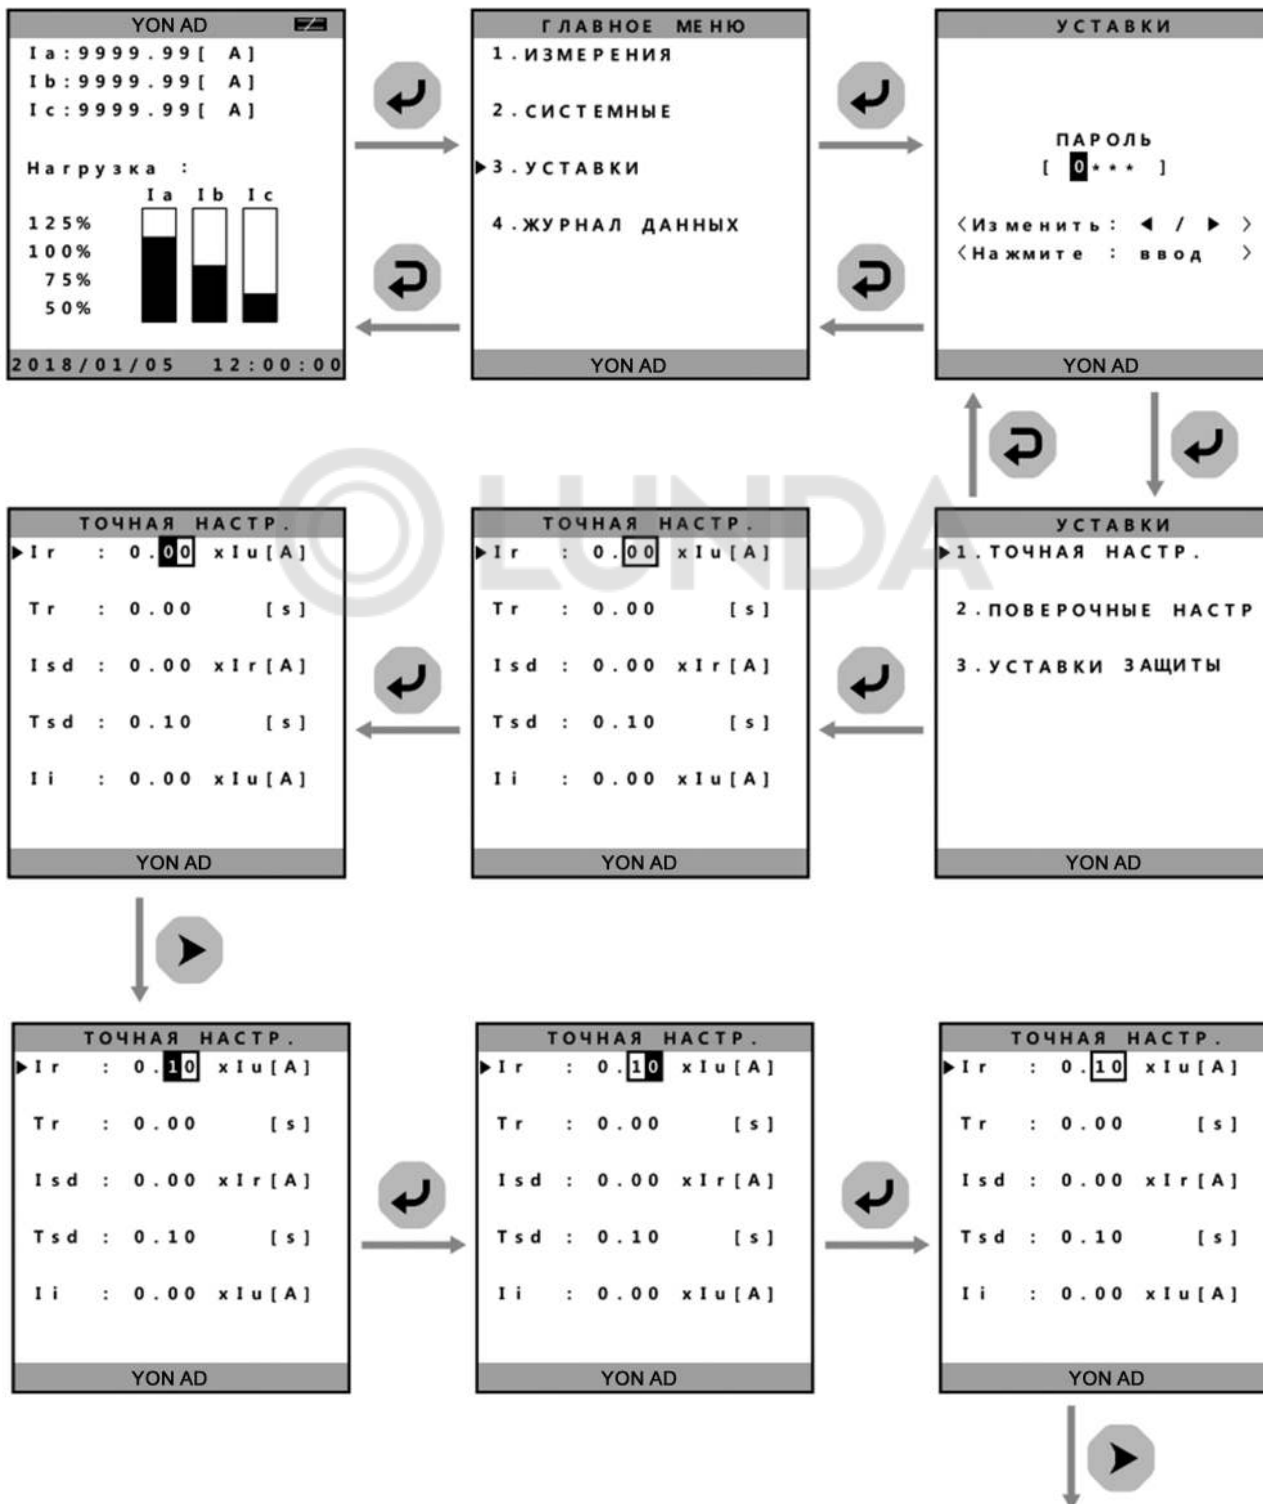 YON AD
Ia:9999.99[ A]
Ib:9999.99[ A]
Ic:9999.99[ A]
Нагрузка :
Ia Ib Ic
125%
100%
75%
50%
2018/01/05 12:00:00
ГЛАВНОЕ МЕНЮ
1.ИЗМЕРЕНИЯ
2.СИСТЕМНЫЕ
▶3.УСТАВКИ
4.ЖУРНАЛ ДАННЫХ
YON AD
УСТАВКИ
ПАРОЛЬ
[ 0*** ]
<Изменить: ◀ / ▶ >
<Нажмите : ввод >
YON AD
LUNDA
ТОЧНАЯ НАСТР.
▶Ir : 0.00 xIu[A]
Tr : 0.00 [s]
Isd : 0.00 xIr[A]
Tsd : 0.10 [s]
Ii : 0.00 xIu[A]
YON AD
ТОЧНАЯ НАСТР.
▶Ir : 0.00 xIu[A]
Tr : 0.00 [s]
Isd : 0.00 xIr[A]
Tsd : 0.10 [s]
Ii : 0.00 xIu[A]
YON AD
УСТАВКИ
▶1.ТОЧНАЯ НАСТР.
2.ПОВЕРОЧНЫЕ НАСТР
3.УСТАВКИ ЗАЩИТЫ
YON AD
ТОЧНАЯ НАСТР.
▶Ir : 0.10 xIu[A]
Tr : 0.00 [s]
Isd : 0.00 xIr[A]
Tsd : 0.10 [s]
Ii : 0.00 xIu[A]
YON AD
ТОЧНАЯ НАСТР.
▶Ir : 0.10 xIu[A]
Tr : 0.00 [s]
Isd : 0.00 xIr[A]
Tsd : 0.10 [s]
Ii : 0.00 xIu[A]
YON AD
ТОЧНАЯ НАСТР.
▶Ir : 0.10 xIu[A]
Tr : 0.00 [s]
Isd : 0.00 xIr[A]
Tsd : 0.10 [s]
Ii : 0.00 xIu[A]
YON AD